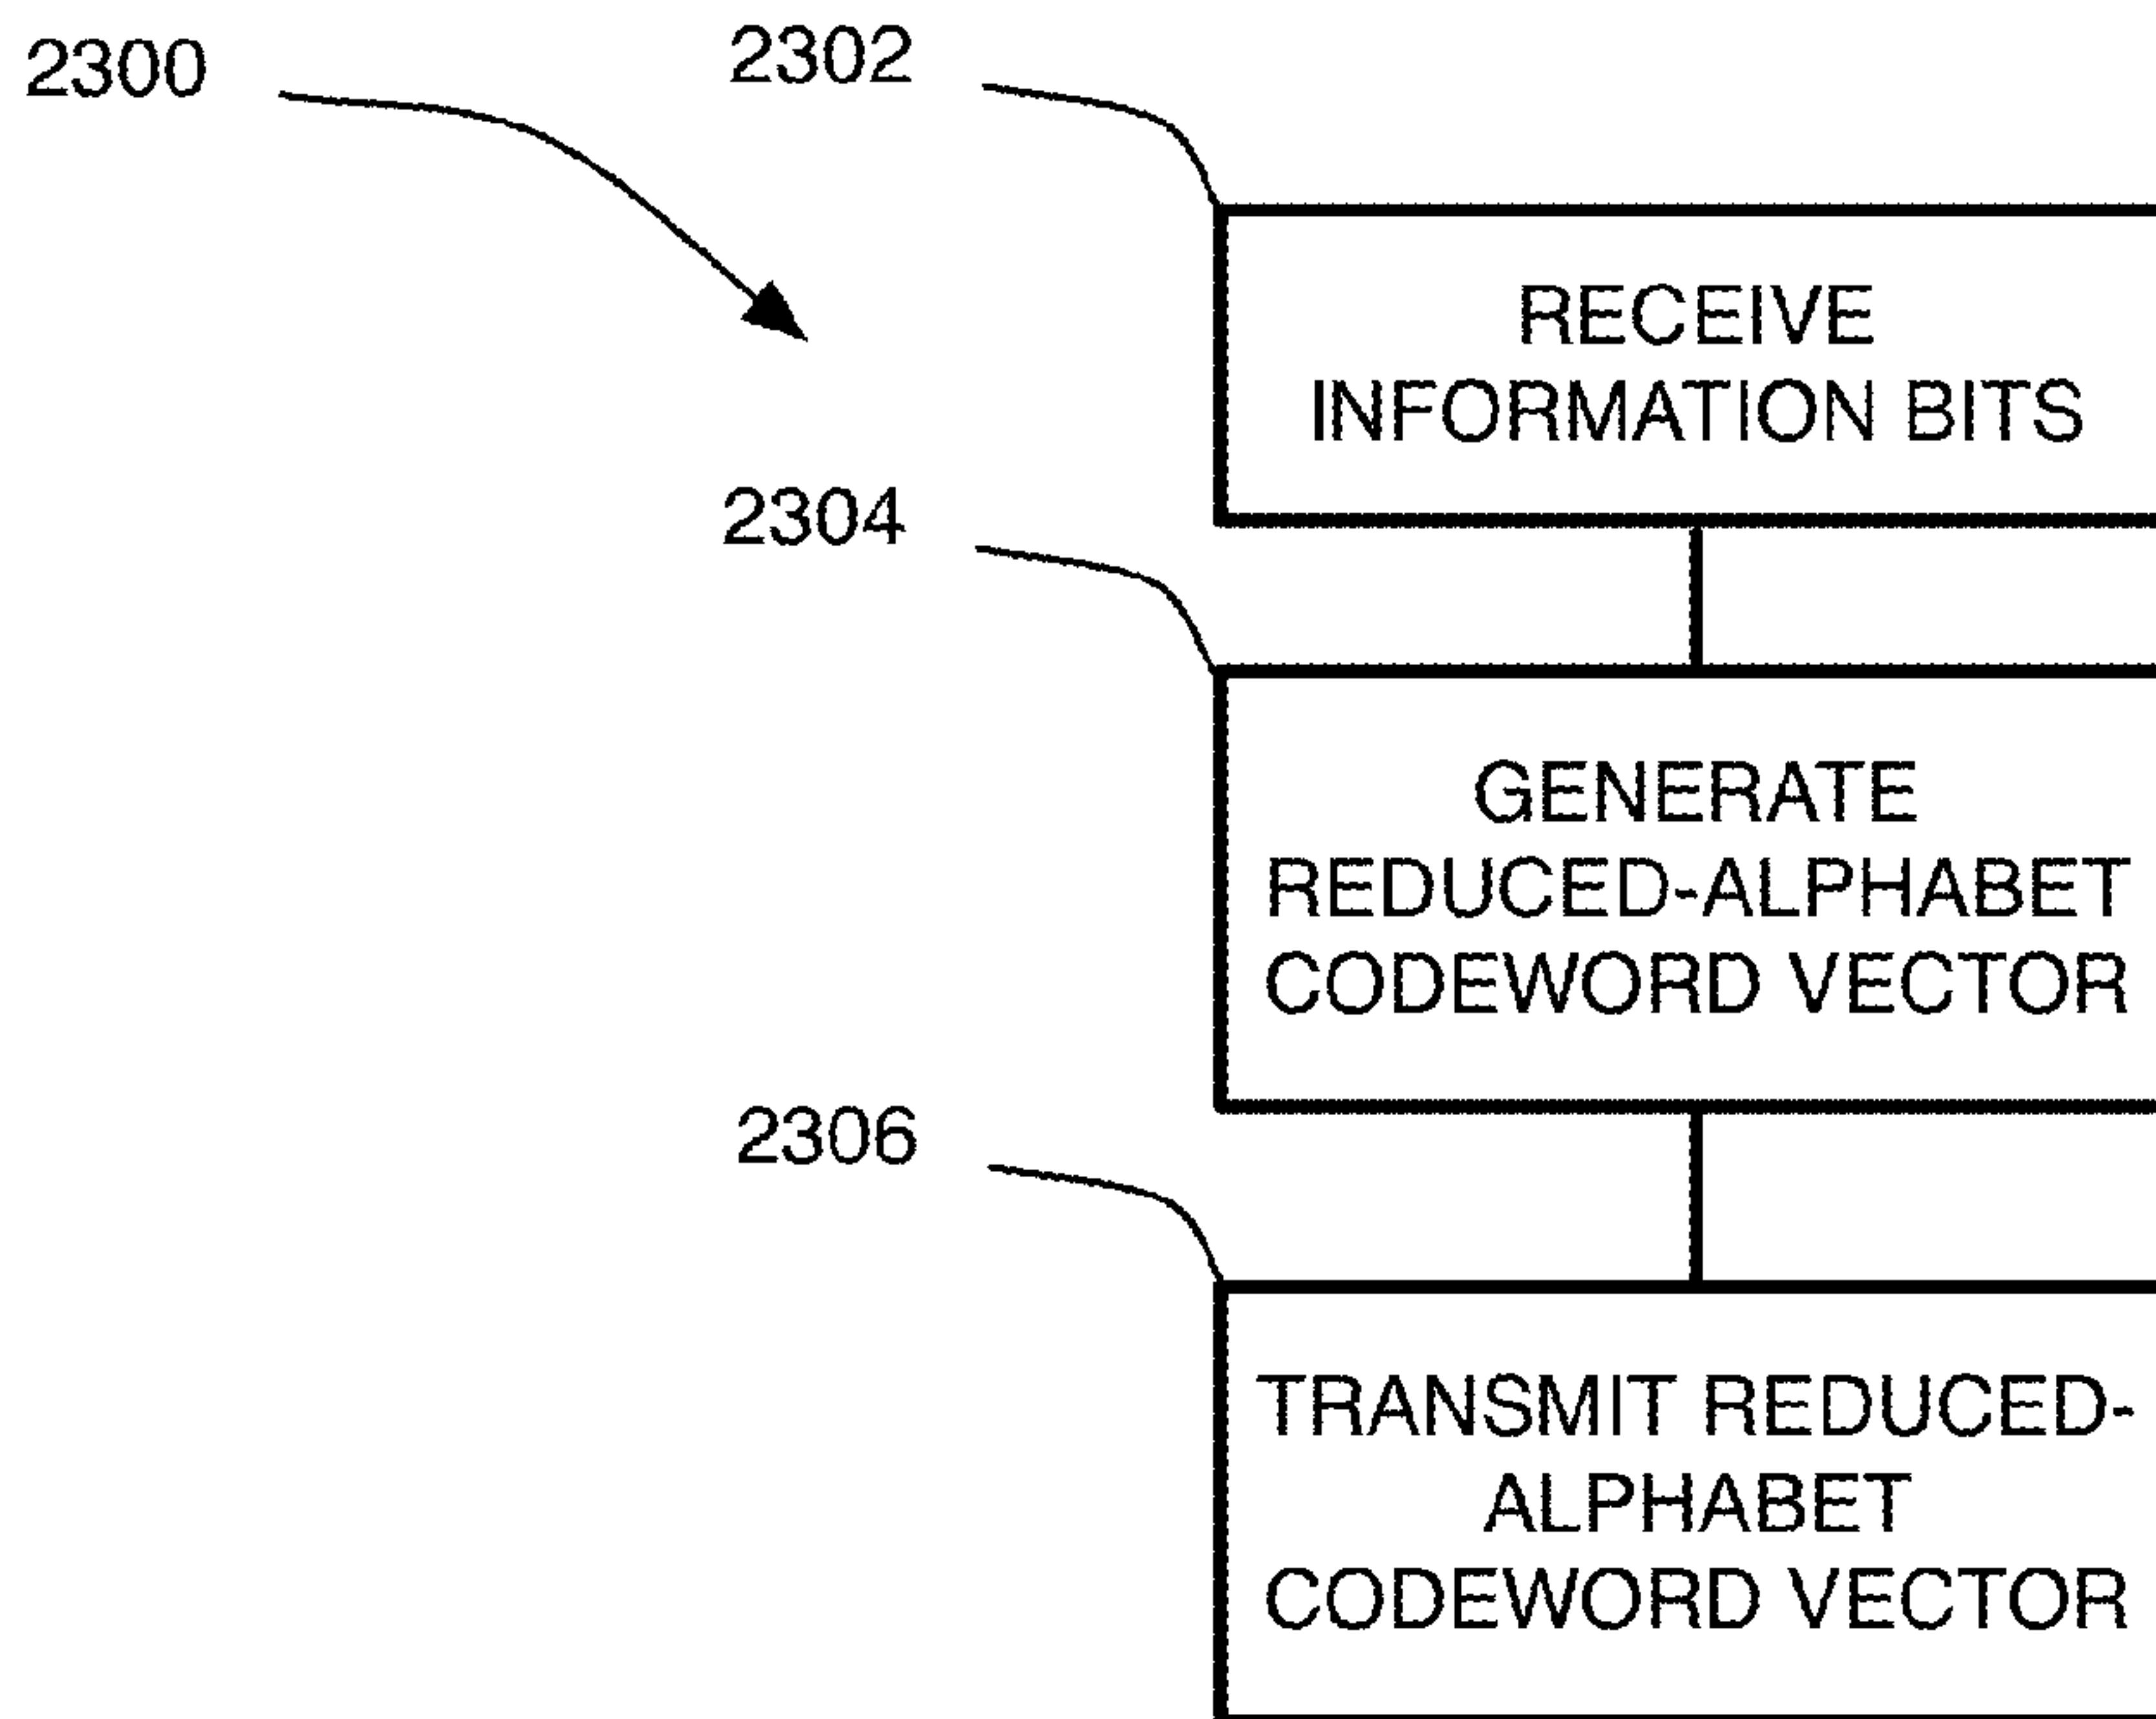 2300
2302
RECEIVE
INFORMATION BITS
2304
GENERATE
REDUCED-ALPHABET
CODEWORD VECTOR
2306
TRANSMIT REDUCED-
ALPHABET
CODEWORD VECTOR